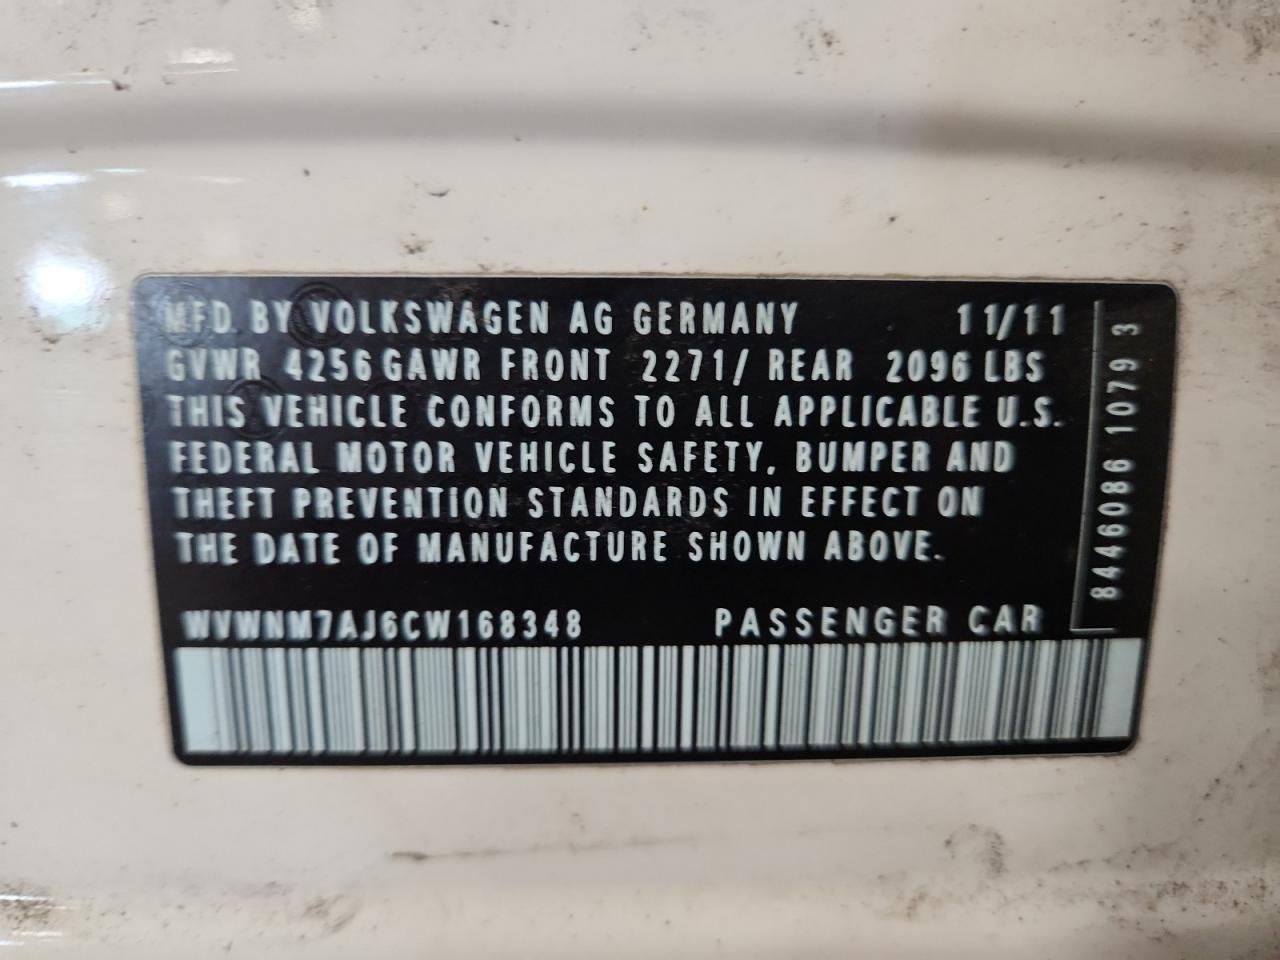 MFD. BY VOLKSWAGEN AG GERMANY 11/11
GVWR 4256 GAWR FRONT 2271/ REAR 2096 LBS
THIS VEHICLE CONFORMS TO ALL APPLICABLE U.S.
FEDERAL MOTOR VEHICLE SAFETY, BUMPER AND
THEFT PREVENTION STANDARDS IN EFFECT ON
THE DATE OF MANUFACTURE SHOWN ABOVE.
WVWNM7AJ6CW168348 PASSENGER CAR
8446086 1079 3